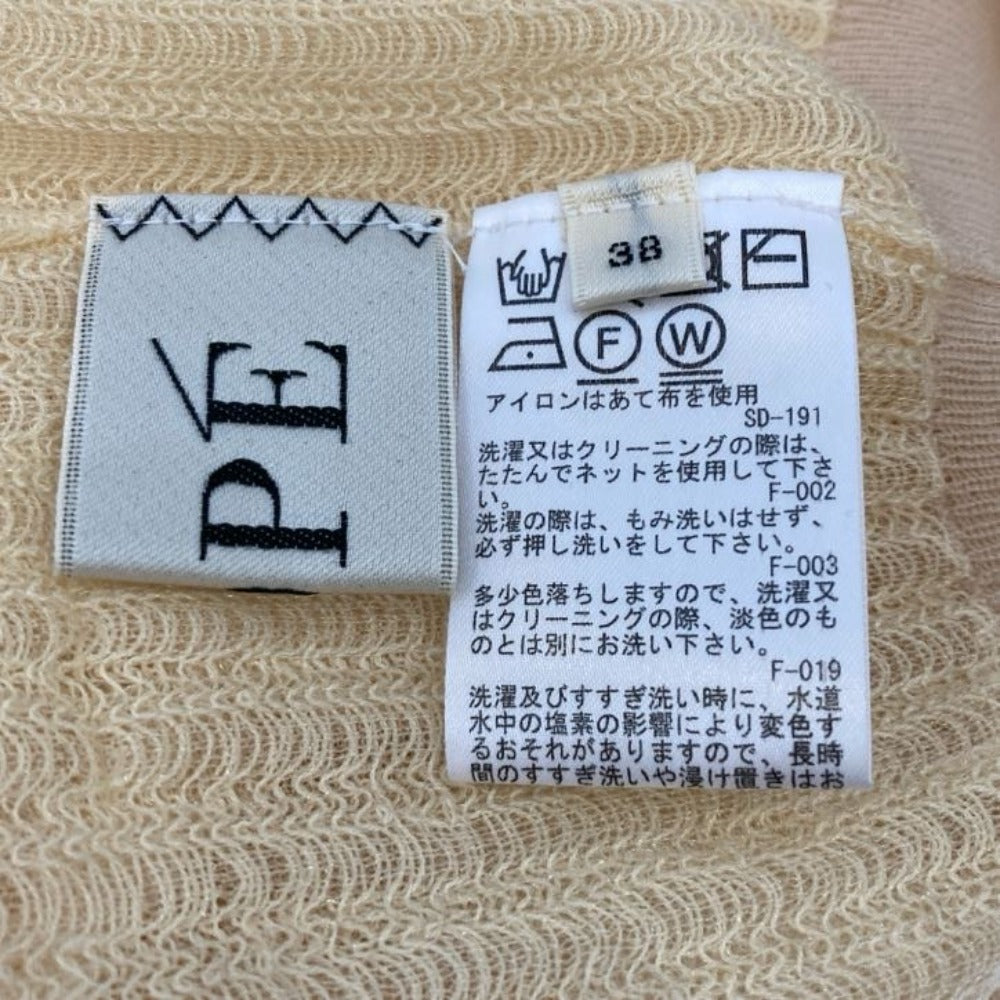 PÉ
38
F W
アイロンはあて布を使用
SD-191
洗濯又はクリーニングの際は、
たたんでネットを使用して下さ
い。
F-002
洗濯の際は、もみ洗いはせず、
必ず押し洗いをして下さい。
F-003
多少色落ちしますので、洗濯又
はクリーニングの際、淡色のも
のとは別にお洗い下さい。
F-019
洗濯及びすすぎ洗い時に、水道
水中の塩素の影響により変色す
るおそれがありますので、長時
間のすすぎ洗いや浸け置きはお